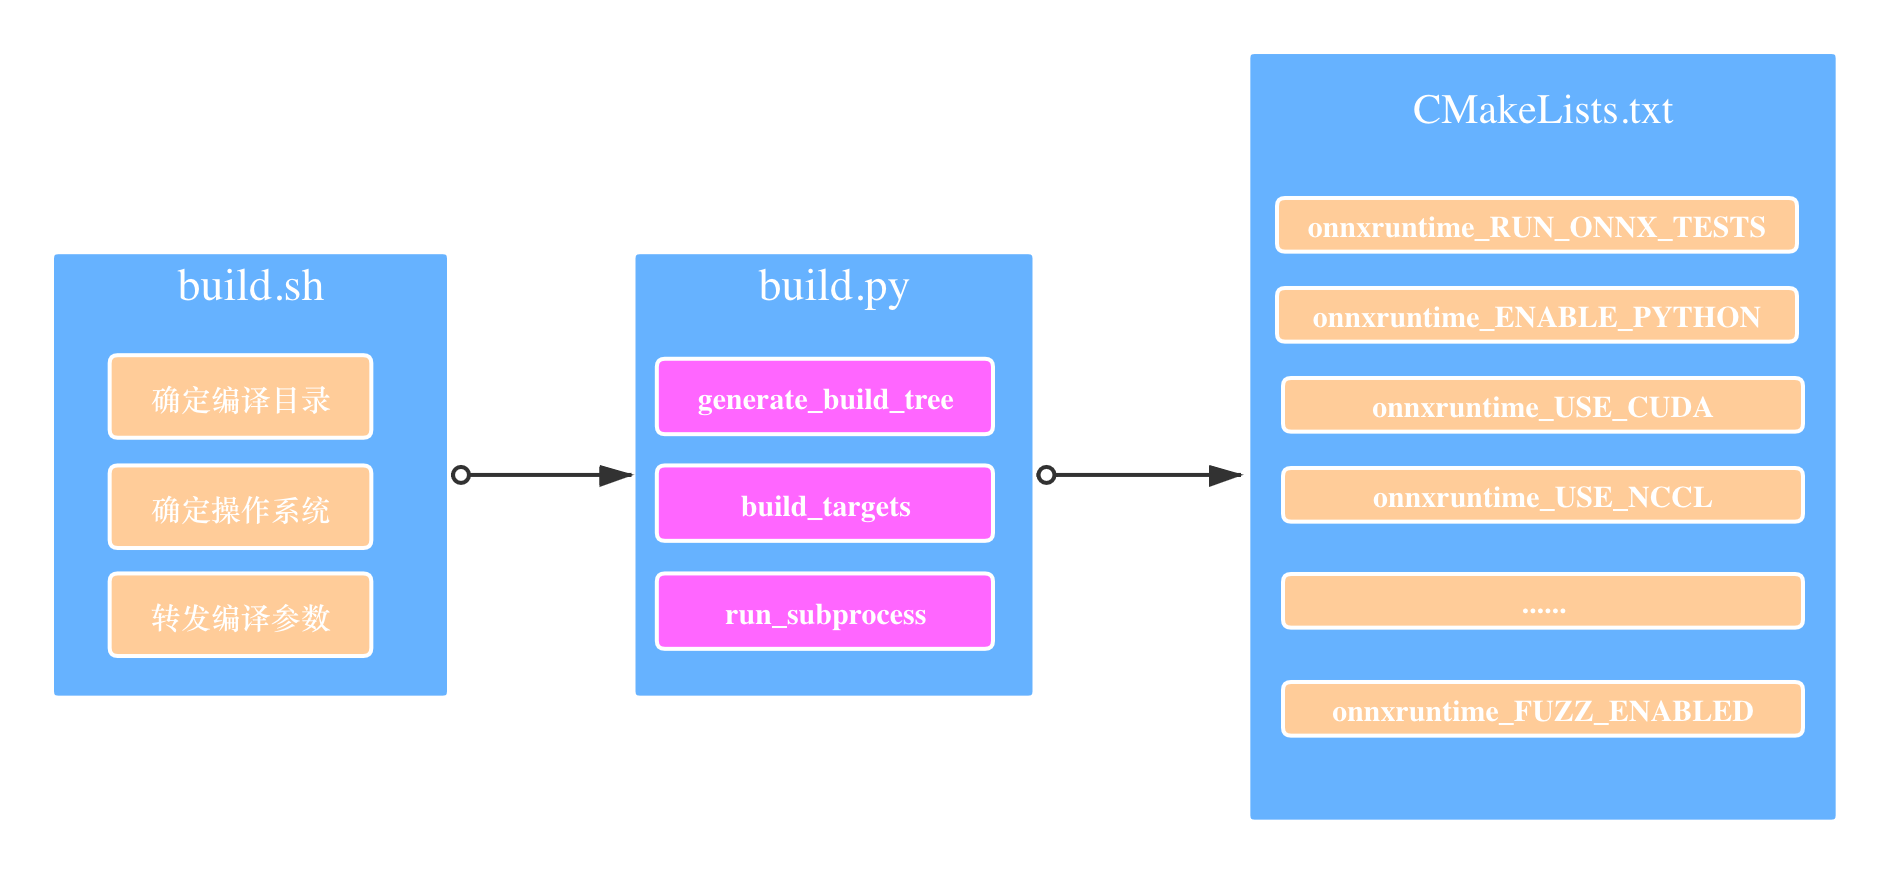 build.sh
确定编译目录
确定操作系统
转发编译参数
build.py
generate_build_tree
build_targets
run_subprocess
CMakeLists.txt
onnxruntime_RUN_ONNX_TESTS
onnxruntime_ENABLE_PYTHON
onnxruntime_USE_CUDA
onnxruntime_USE_NCCL
......
onnxruntime_FUZZ_ENABLED